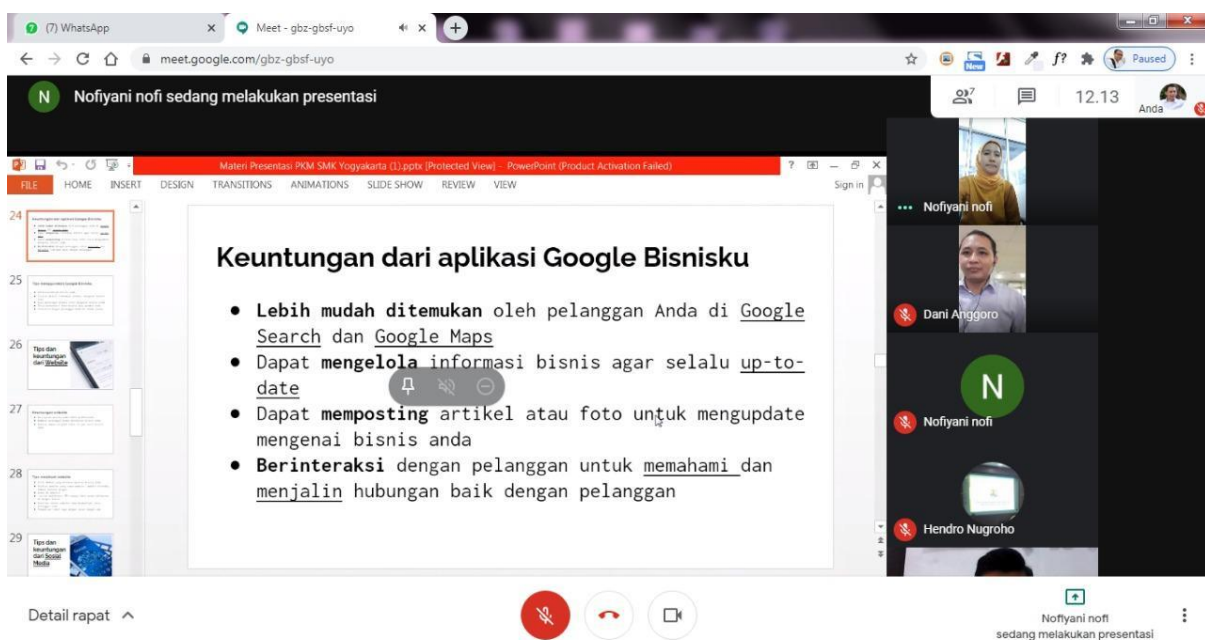 (7) WhatsApp
Meet - gbz-gbsf-uyo
meet.google.com/gbz-gbsf-uyo
New
f?
Paused
N
Nofiyani nofi sedang melakukan presentasi
7
12.13
Anda
Materi Presentasi PKM SMK Yogyakarta (1).pptx [Protected View] - PowerPoint (Product Activation Failed)
FILE HOME INSERT DESIGN TRANSITIONS ANIMATIONS SLIDE SHOW REVIEW VIEW
Sign in
24
25
26
Tips dan
keuntungan
dari Website
27
28
29
Tips dan
keuntungan
dari Sosial
Media
Keuntungan dari aplikasi Google Bisnisku
● Lebih mudah ditemukan oleh pelanggan Anda di Google
Search dan Google Maps
● Dapat mengelola informasi bisnis agar selalu up-to-
date
● Dapat memposting artikel atau foto untuk mengupdate
mengenai bisnis anda
● Berinteraksi dengan pelanggan untuk memahami dan
menjalin hubungan baik dengan pelanggan
Nofiyani nofi
Dani Anggoro
N
Nofiyani nofi
Hendro Nugroho
Detail rapat
Nofiyani nofi
sedang melakukan presentasi